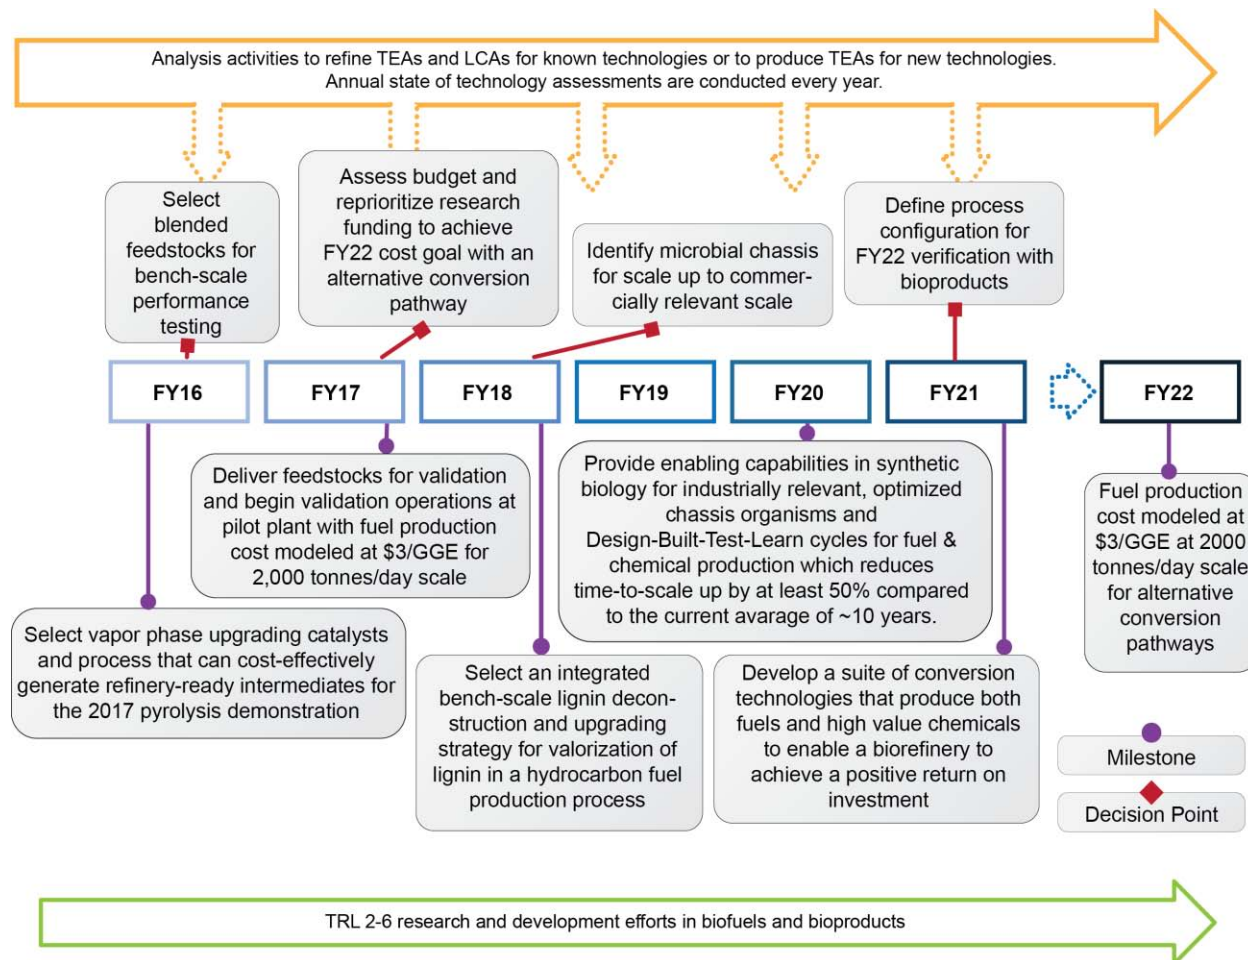 Analysis activities to refine TEAs and LCAs for known technologies or to produce TEAs for new technologies.
Annual state of technology assessments are conducted every year.
Select
blended
feedstocks for
bench-scale
performance
testing
Assess budget and
reprioritize research
funding to achieve
FY22 cost goal with an
alternative conversion
pathway
Identify microbial chassis
for scale up to commer-
cially relevant scale
Define process
configuration for
FY22 verification with
bioproducts
FY16
FY17
FY18
FY19
FY20
FY21
FY22
Deliver feedstocks for validation
and begin validation operations at
pilot plant with fuel production
cost modeled at $3/GGE for
2,000 tonnes/day scale
Provide enabling capabilities in synthetic
biology for industrially relevant, optimized
chassis organisms and
Design-Built-Test-Learn cycles for fuel &
chemical production which reduces
time-to-scale up by at least 50% compared
to the current avarage of ~10 years.
Fuel production
cost modeled at
$3/GGE at 2000
tonnes/day scale
for alternative
conversion
pathways
Select vapor phase upgrading catalysts
and process that can cost-effectively
generate refinery-ready intermediates for
the 2017 pyrolysis demonstration
Select an integrated
bench-scale lignin decon-
struction and upgrading
strategy for valorization of
lignin in a hydrocarbon fuel
production process
Develop a suite of conversion
technologies that produce both
fuels and high value chemicals
to enable a biorefinery to
achieve a positive return on
investment
Milestone
Decision Point
TRL 2-6 research and development efforts in biofuels and bioproducts